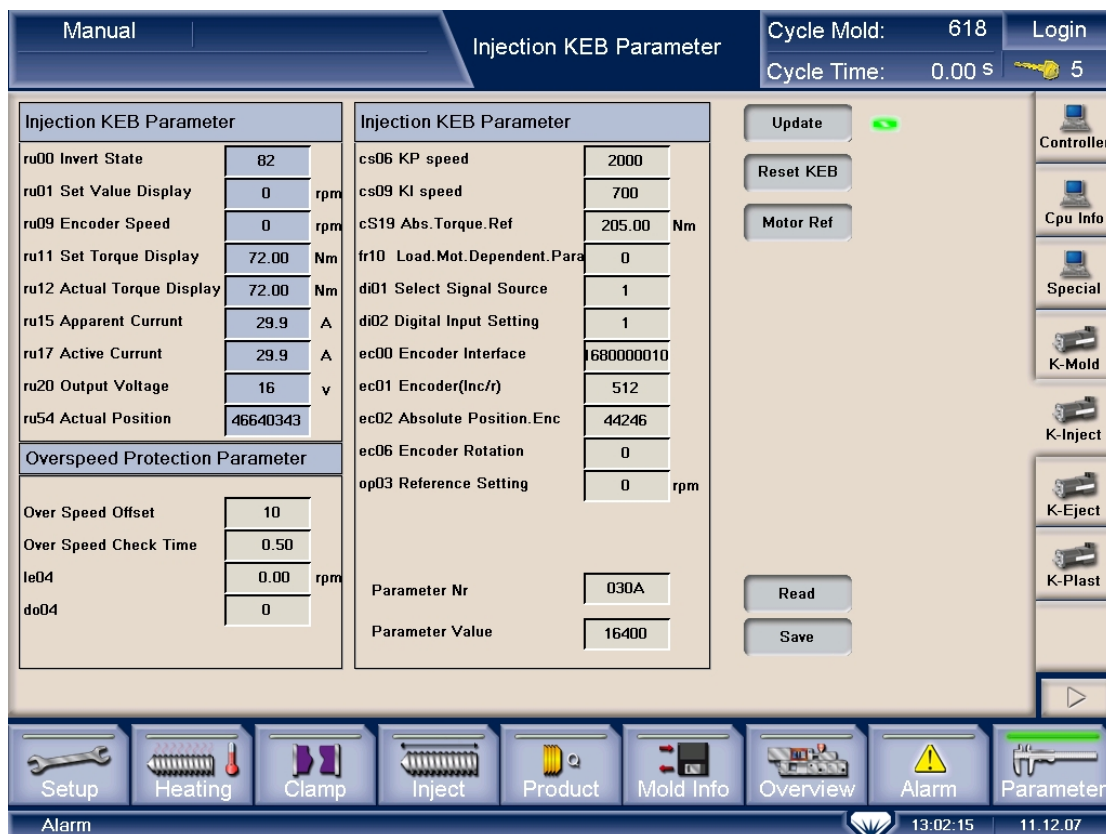 Manual
Injection KEB Parameter
Cycle Mold: 618
Cycle Time: 0.00 s
Login
5
Injection KEB Parameter
ru00 Invert State 82
ru01 Set Value Display 0 rpm
ru09 Encoder Speed 0 rpm
ru11 Set Torque Display 72.00 Nm
ru12 Actual Torque Display 72.00 Nm
ru15 Apparent Currunt 29.9 A
ru17 Active Currunt 29.9 A
ru20 Output Voltage 16 v
ru54 Actual Position 46640343
Overspeed Protection Parameter
Over Speed Offset 10
Over Speed Check Time 0.50
le04 0.00 rpm
do04 0
Injection KEB Parameter
cs06 KP speed 2000
cs09 KI speed 700
cS19 Abs.Torque.Ref 205.00 Nm
fr10 Load.Mot.Dependent.Para 0
di01 Select Signal Source 1
di02 Digital Input Setting 1
ec00 Encoder Interface 1680000010
ec01 Encoder(Inc/r) 512
ec02 Absolute Position.Enc 44246
ec06 Encoder Rotation 0
op03 Reference Setting 0 rpm
Parameter Nr 030A
Parameter Value 16400
Update
Reset KEB
Motor Ref
Read
Save
Controller
Cpu Info
Special
K-Mold
K-Inject
K-Eject
K-Plast
Setup
Heating
Clamp
Inject
Product
Mold Info
Overview
Alarm
Parameter
Alarm
13:02:15
11.12.07